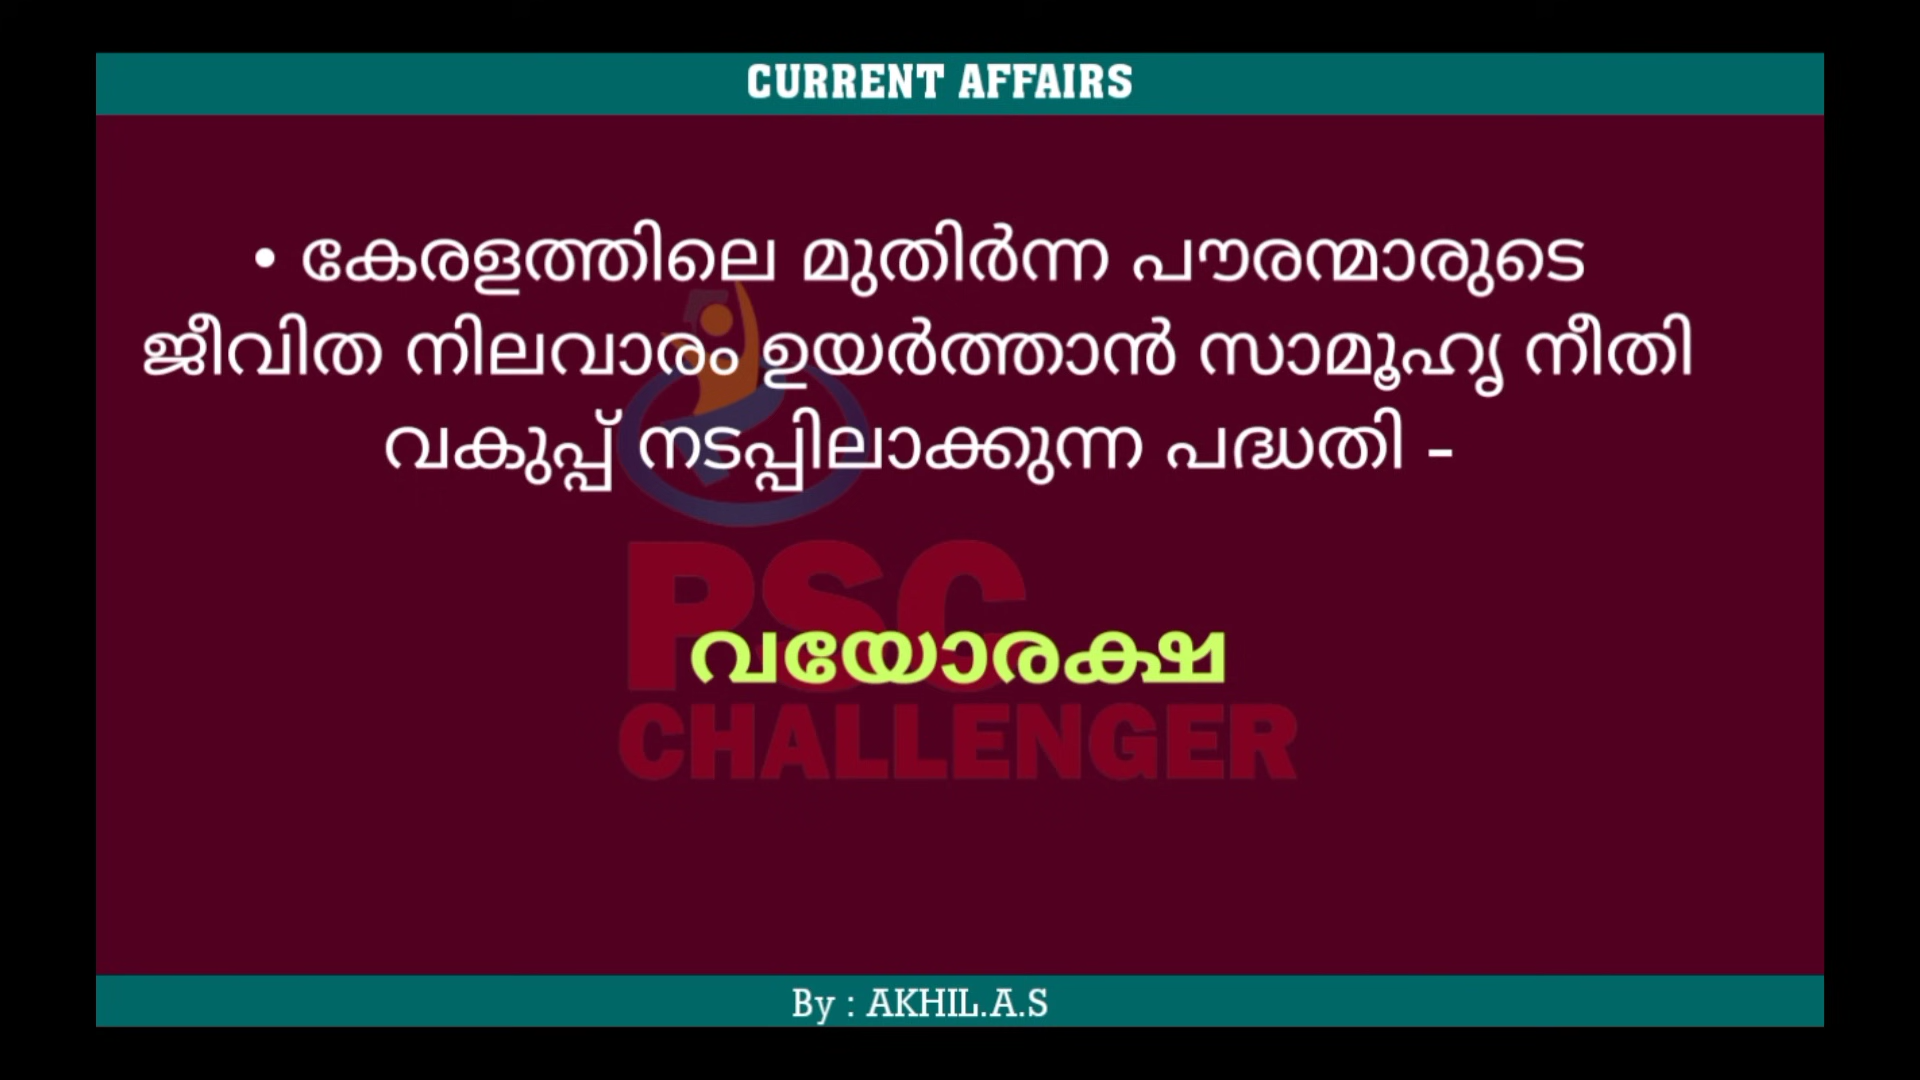 CURRENT AFFAIRS
• കേരളത്തിലെ മുതിർന്ന പൗരന്മാരുടെ
ജീവിത നിലവാരം ഉയർത്താൻ സാമൂഹൃ നീതി
വകുപ്പ് നടപ്പിലാക്കുന്ന പദ്ധതി -
PSC
വയോരക്ഷ
CHALLENGER
By : AKHIL.A.S